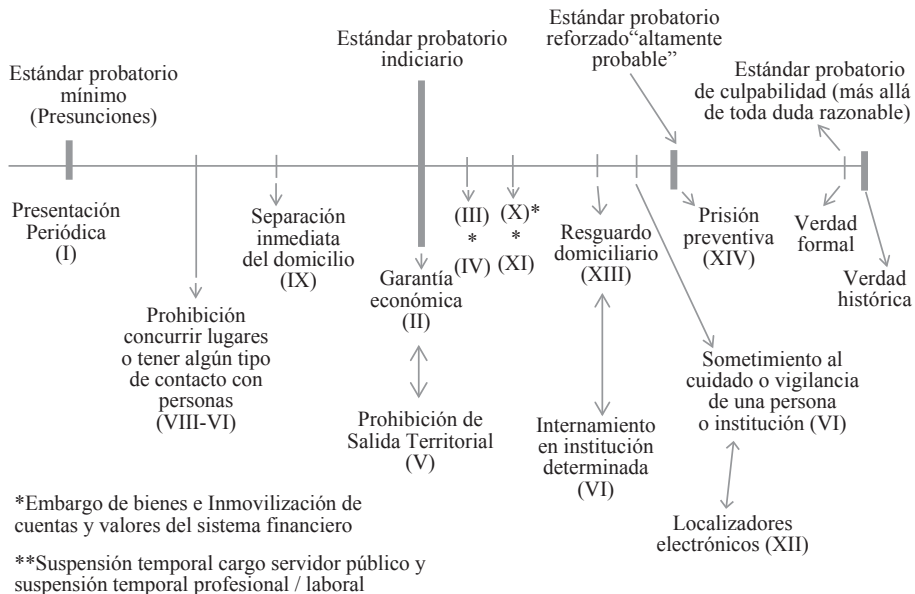 Estándar probatorio
mínimo
(Presunciones)
Estándar probatorio
indiciario
Estándar probatorio
reforzado“altamente
probable”
Estándar probatorio
de culpabilidad (más allá
de toda duda razonable)
Presentación
Periódica
(I)
Prohibición
concurrir lugares
o tener algún tipo
de contacto con
personas
(VIII-VI)
Separación
inmediata
del domicilio
(IX)
Garantía
económica
(II)
Prohibición de
Salida Territorial
(V)
(III)
*
(IV)
(X)*
*
(XI)
Resguardo
domiciliario
(XIII)
Internamiento
en institución
determinada
(VI)
Prisión
preventiva
(XIV)
Sometimiento al
cuidado o vigilancia
de una persona
o institución (VI)
Localizadores
electrónicos (XII)
Verdad
formal
Verdad
histórica
*Embargo de bienes e Inmovilización de
cuentas y valores del sistema financiero
**Suspensión temporal cargo servidor público y
suspensión temporal profesional / laboral